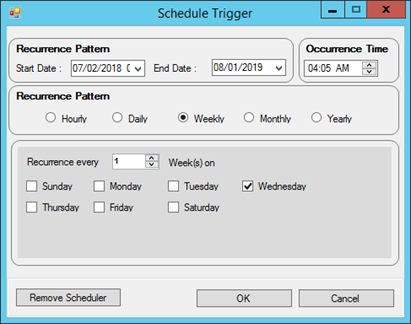 Schedule Trigger
Recurrence Pattern
Start Date : 07/02/2018 End Date : 08/01/2019
Occurrence Time
04:05 AM
Recurrence Pattern
Hourly Daily Weekly Monthly Yearly
Recurrence every 1 Week(s) on
Sunday Monday Tuesday Wednesday
Thursday Friday Saturday
Remove Scheduler OK Cancel